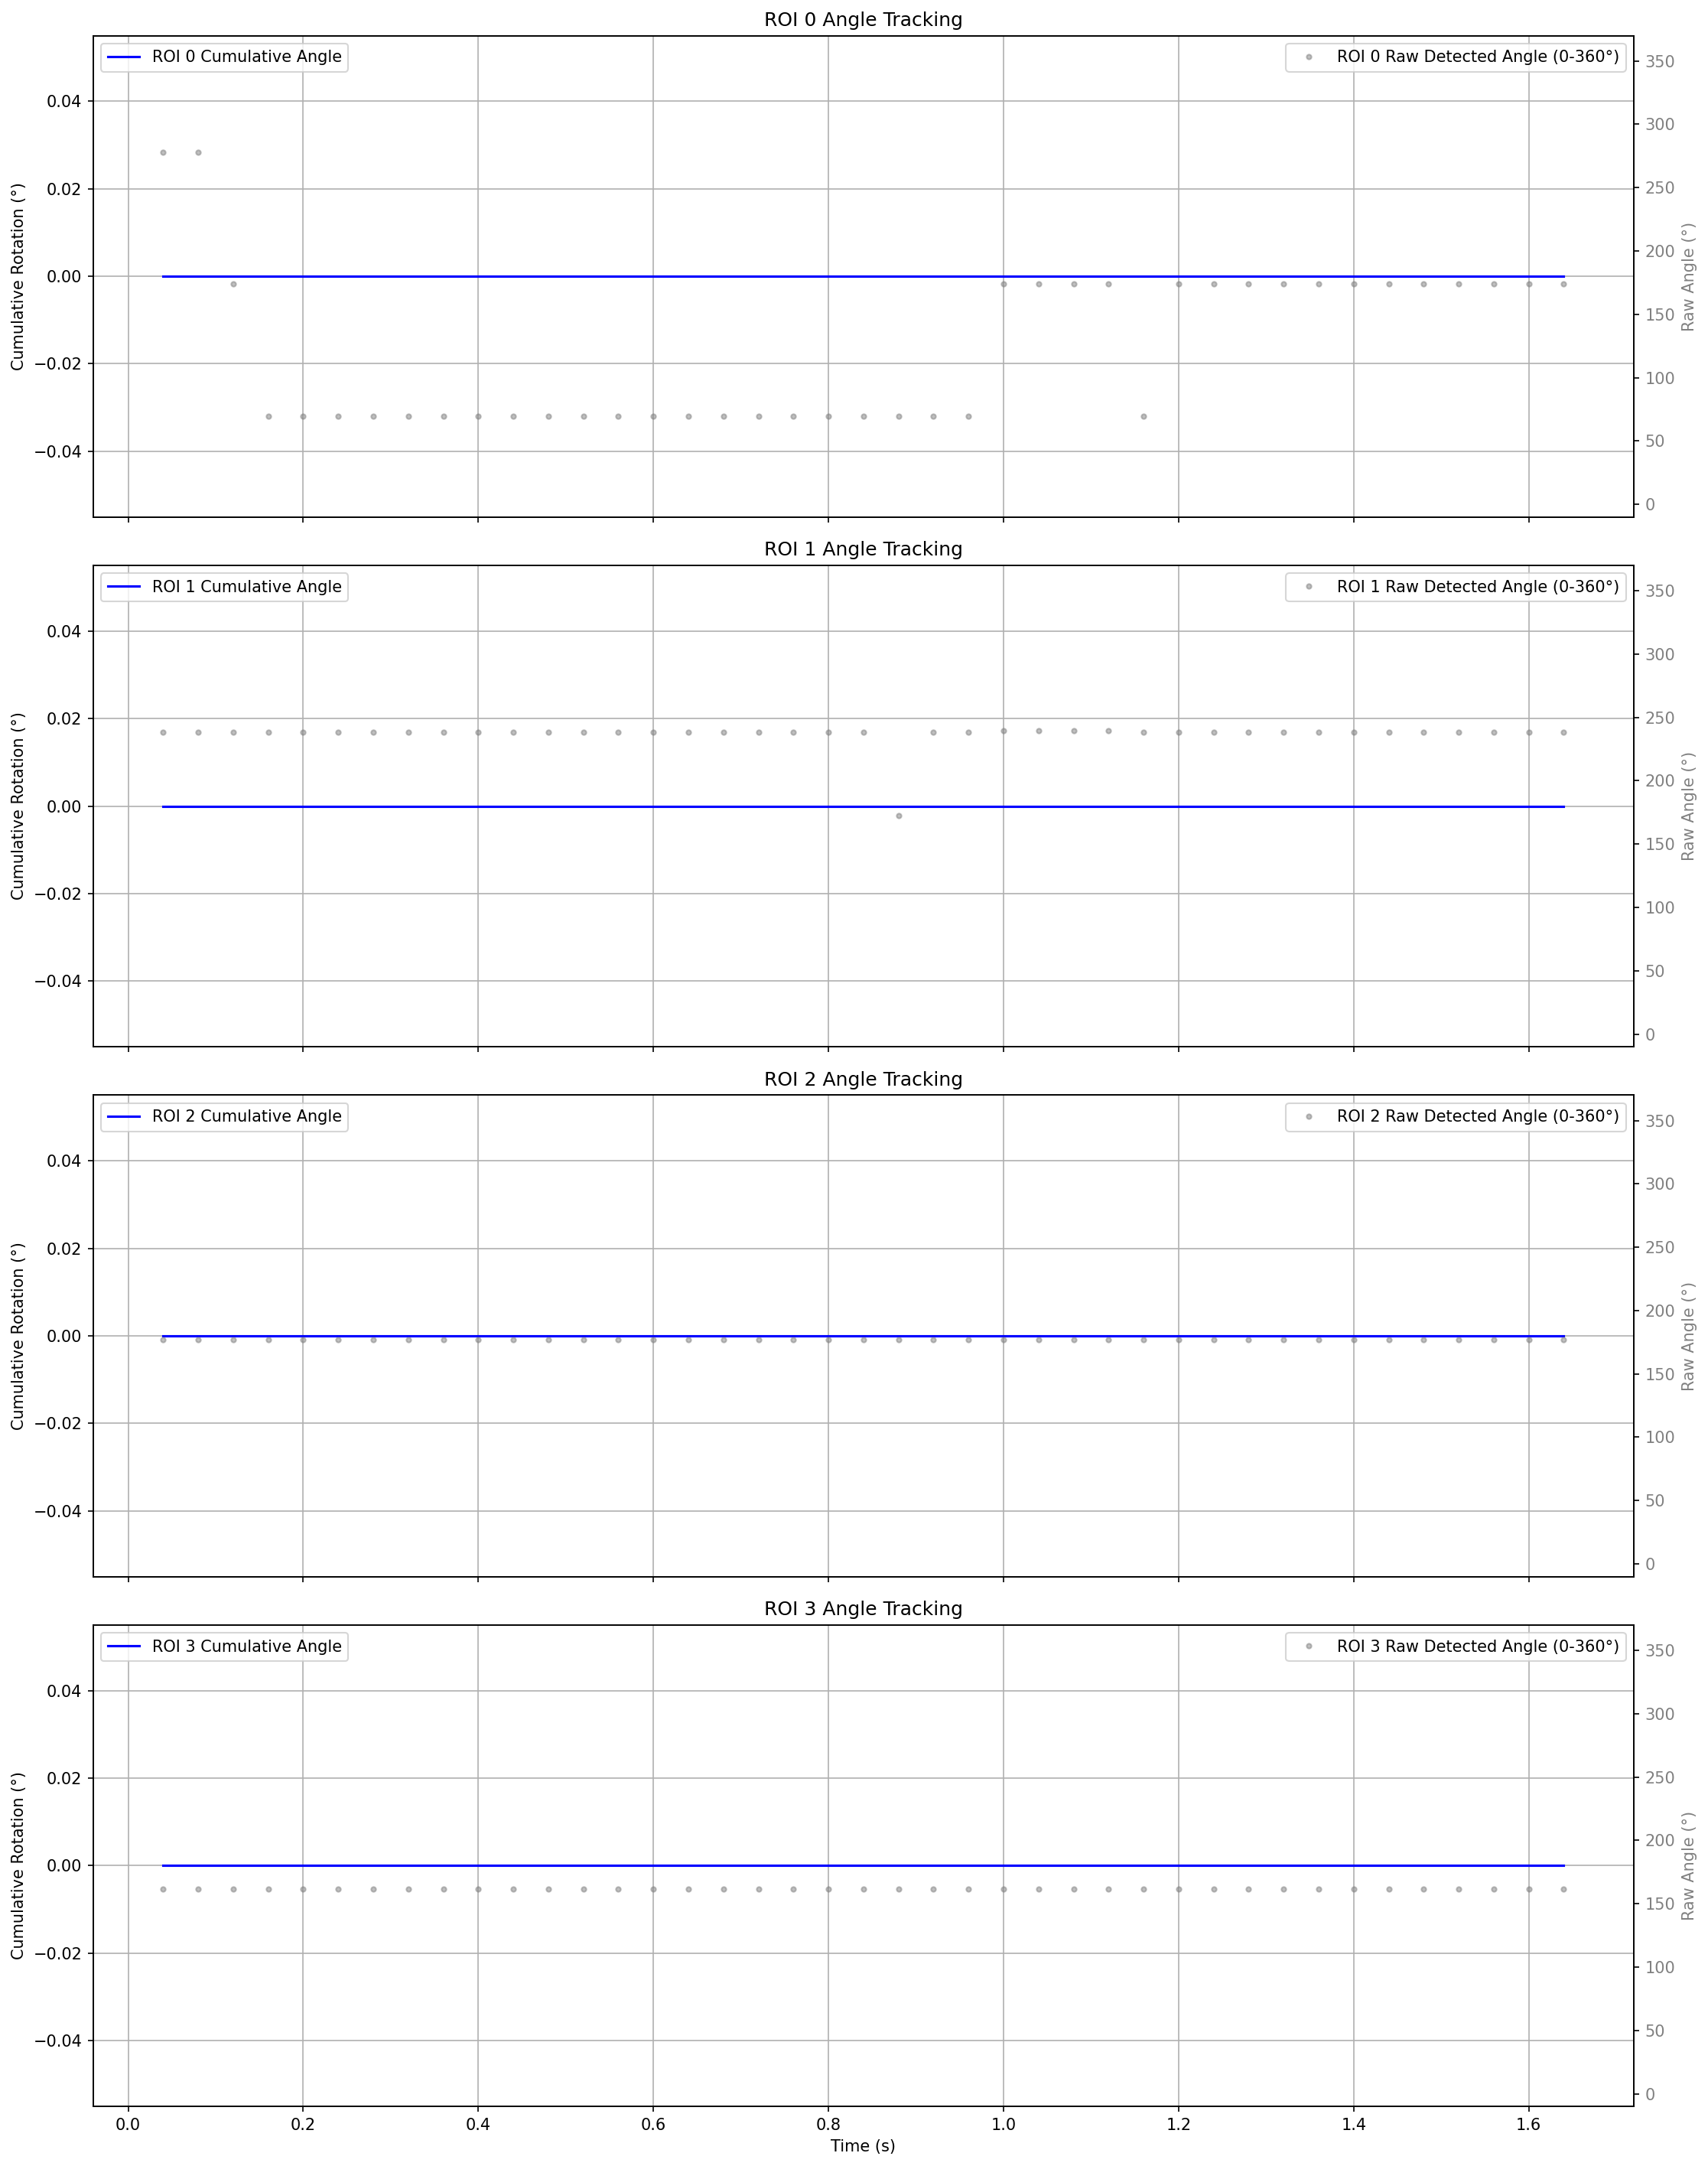 ROI 0 Angle Tracking
ROI 0 Cumulative Angle
ROI 0 Raw Detected Angle (0-360°)
Cumulative Rotation (°)
0.04
0.02
0.00
−0.02
−0.04
350
300
250
200
150
100
50
0
Raw Angle (°)
ROI 1 Angle Tracking
ROI 1 Cumulative Angle
ROI 1 Raw Detected Angle (0-360°)
Cumulative Rotation (°)
0.04
0.02
0.00
−0.02
−0.04
350
300
250
200
150
100
50
0
Raw Angle (°)
ROI 2 Angle Tracking
ROI 2 Cumulative Angle
ROI 2 Raw Detected Angle (0-360°)
Cumulative Rotation (°)
0.04
0.02
0.00
−0.02
−0.04
350
300
250
200
150
100
50
0
Raw Angle (°)
ROI 3 Angle Tracking
ROI 3 Cumulative Angle
ROI 3 Raw Detected Angle (0-360°)
Cumulative Rotation (°)
0.04
0.02
0.00
−0.02
−0.04
350
300
250
200
150
100
50
0
Raw Angle (°)
0.0 0.2 0.4 0.6 0.8 1.0 1.2 1.4 1.6
Time (s)